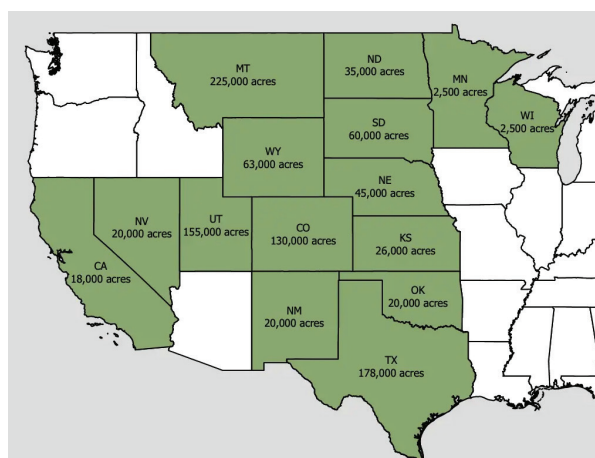 MT
225,000 acres
ND
35,000 acres
MN
2,500 acres
WI
2,500 acres
SD
60,000 acres
WY
63,000 acres
NE
45,000 acres
NV
20,000 acres
UT
155,000 acres
CO
130,000 acres
KS
26,000 acres
CA
18,000 acres
NM
20,000 acres
OK
20,000 acres
TX
178,000 acres